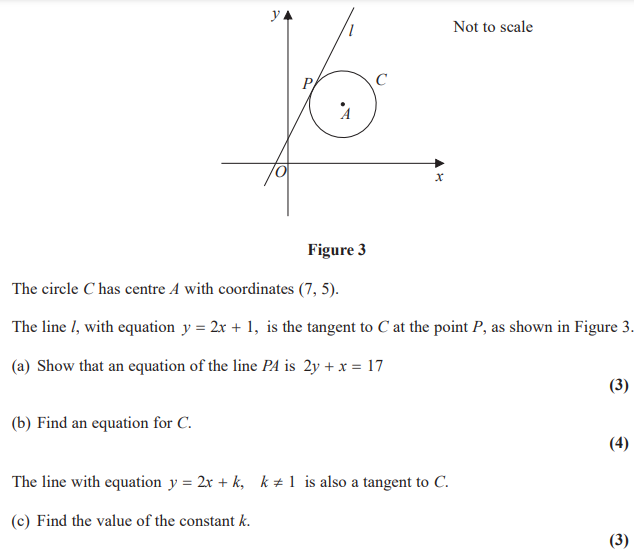 y
l
Not to scale
P
C
A
O
x
Figure 3
The circle C has centre A with coordinates (7, 5).
The line l, with equation y = 2x + 1, is the tangent to C at the point P, as shown in Figure 3.
(a) Show that an equation of the line PA is 2y + x = 17
(3)
(b) Find an equation for C.
(4)
The line with equation y = 2x + k, k ≠ 1 is also a tangent to C.
(c) Find the value of the constant k.
(3)